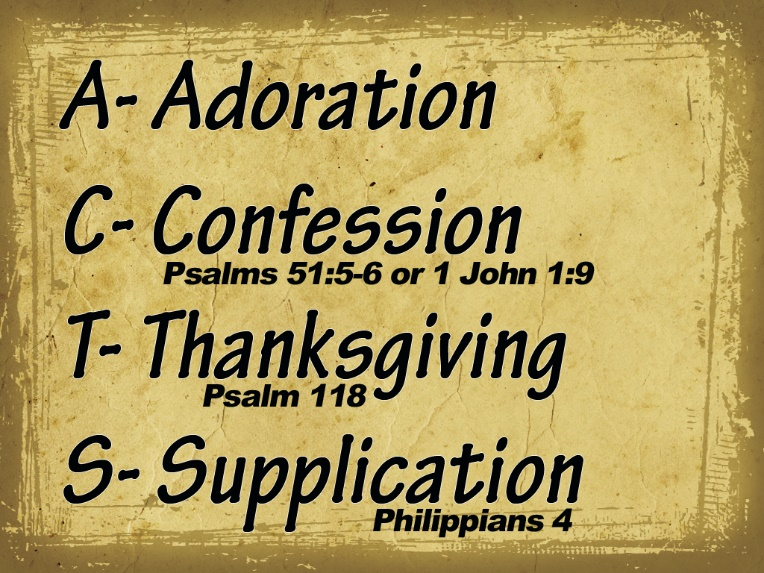 A- Adoration
C- Confession
Psalms 51:5-6 or 1 John 1:9
T- Thanksgiving
Psalm 118
S- Supplication
Philippians 4